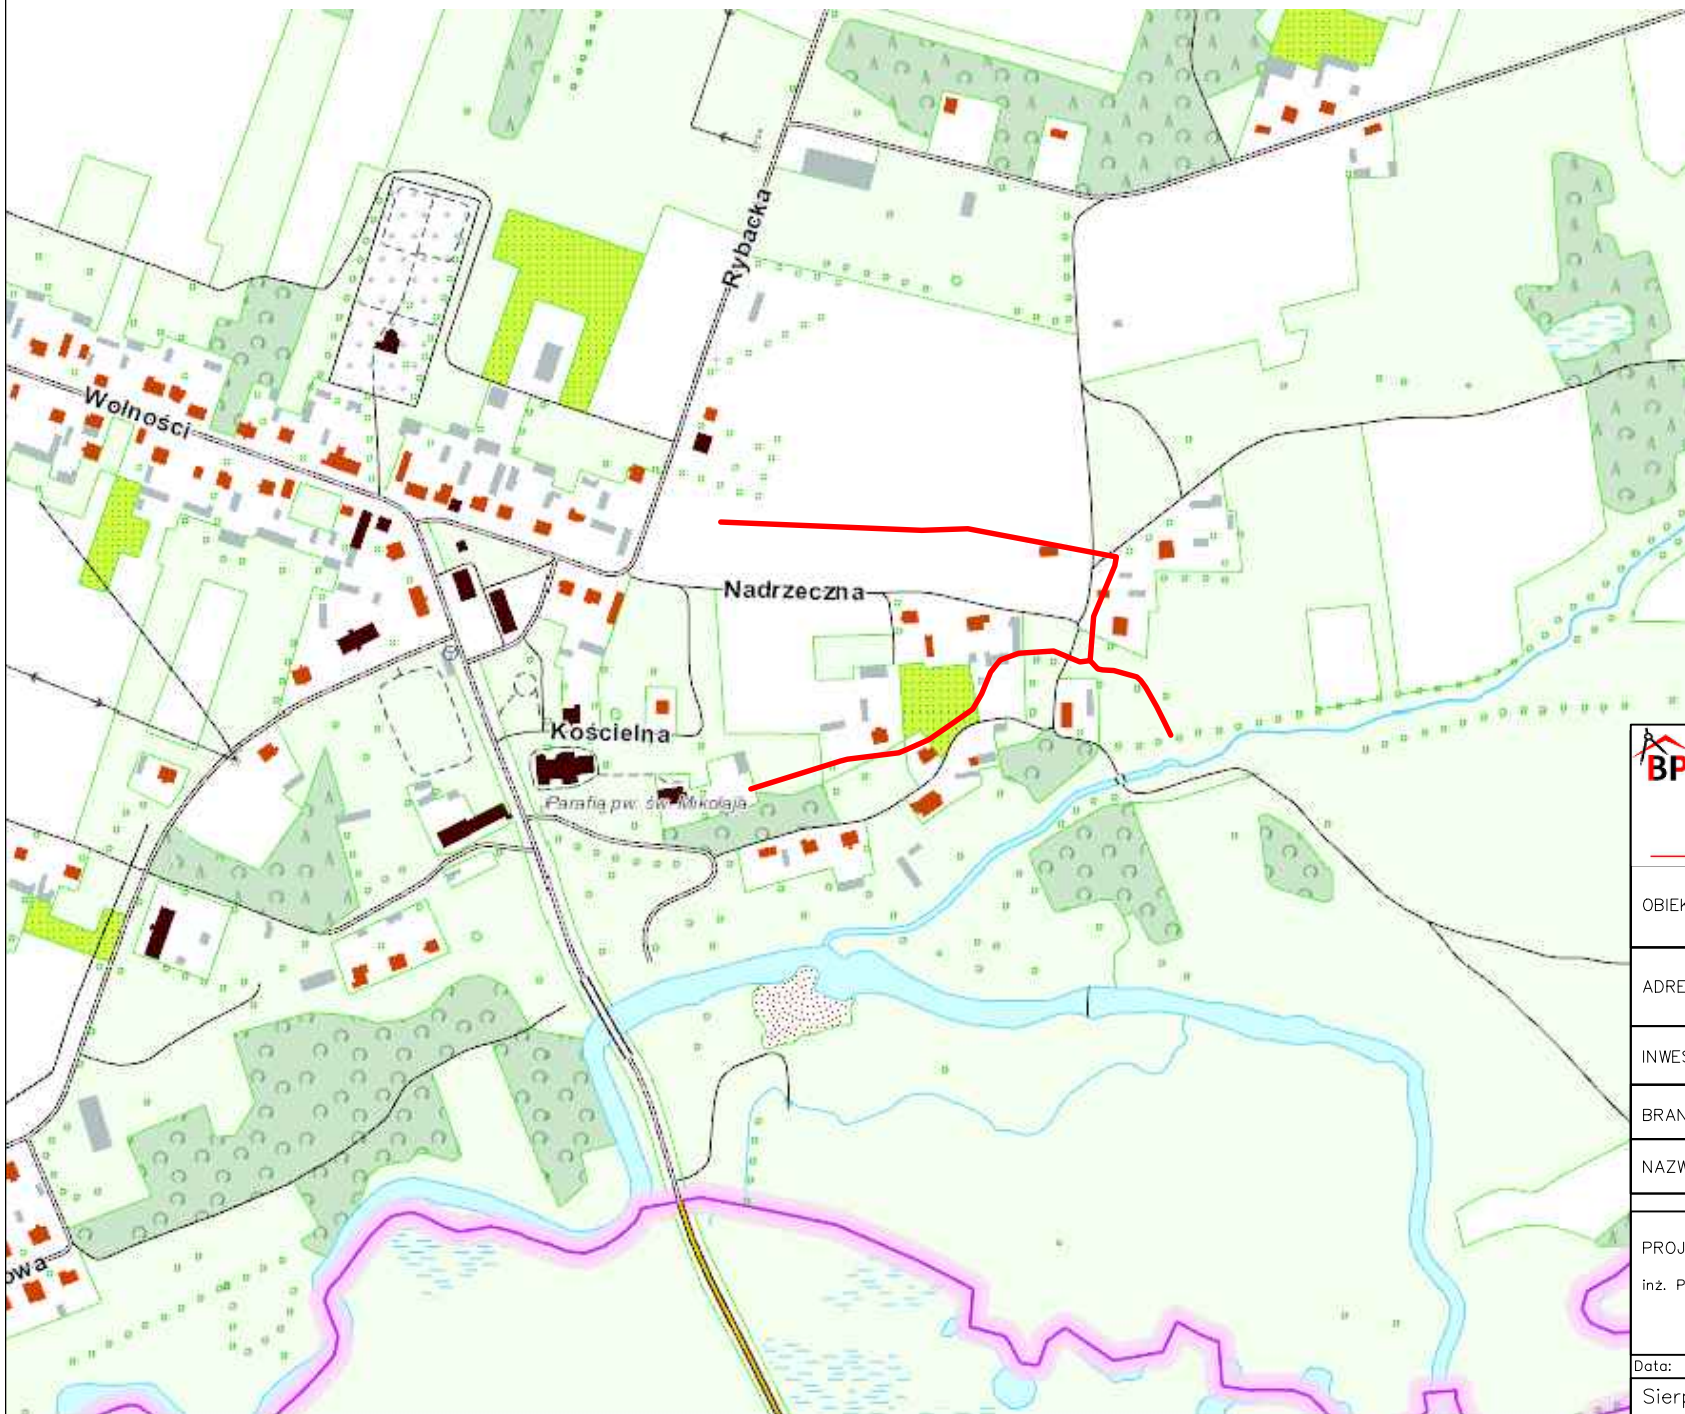 Rybacka
Wolności
Nadrzeczna
Kościelna
Parafia pw. św. Mikołaja
owa
BP
OBIEK
ADRE
INWES
BRAN
NAZW
PROJ
inż. P
Data:
Sierp